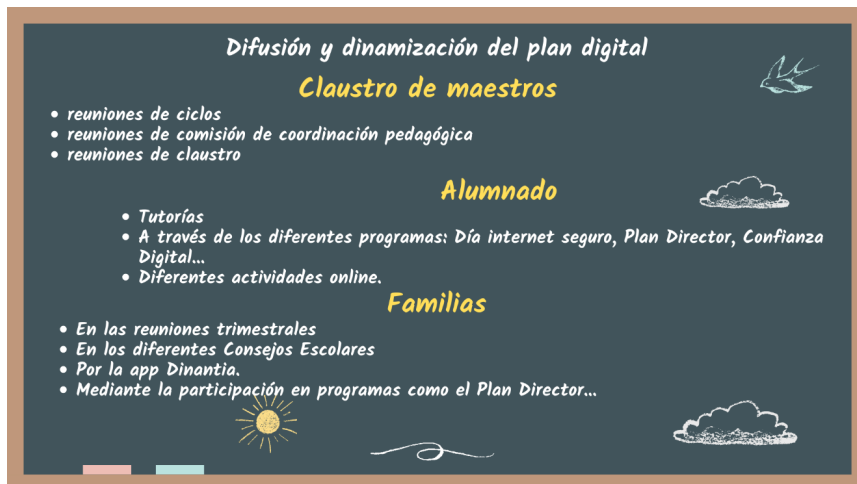 Difusión y dinamización del plan digital
Claustro de maestros
• reuniones de ciclos
• reuniones de comisión de coordinación pedagógica
• reuniones de claustro
Alumnado
• Tutorías
• A través de los diferentes programas: Día internet seguro, Plan Director, Confianza
Digital...
• Diferentes actividades online.
Familias
• En las reuniones trimestrales
• En los diferentes Consejos Escolares
• Por la app Dinantia.
• Mediante la participación en programas como el Plan Director...